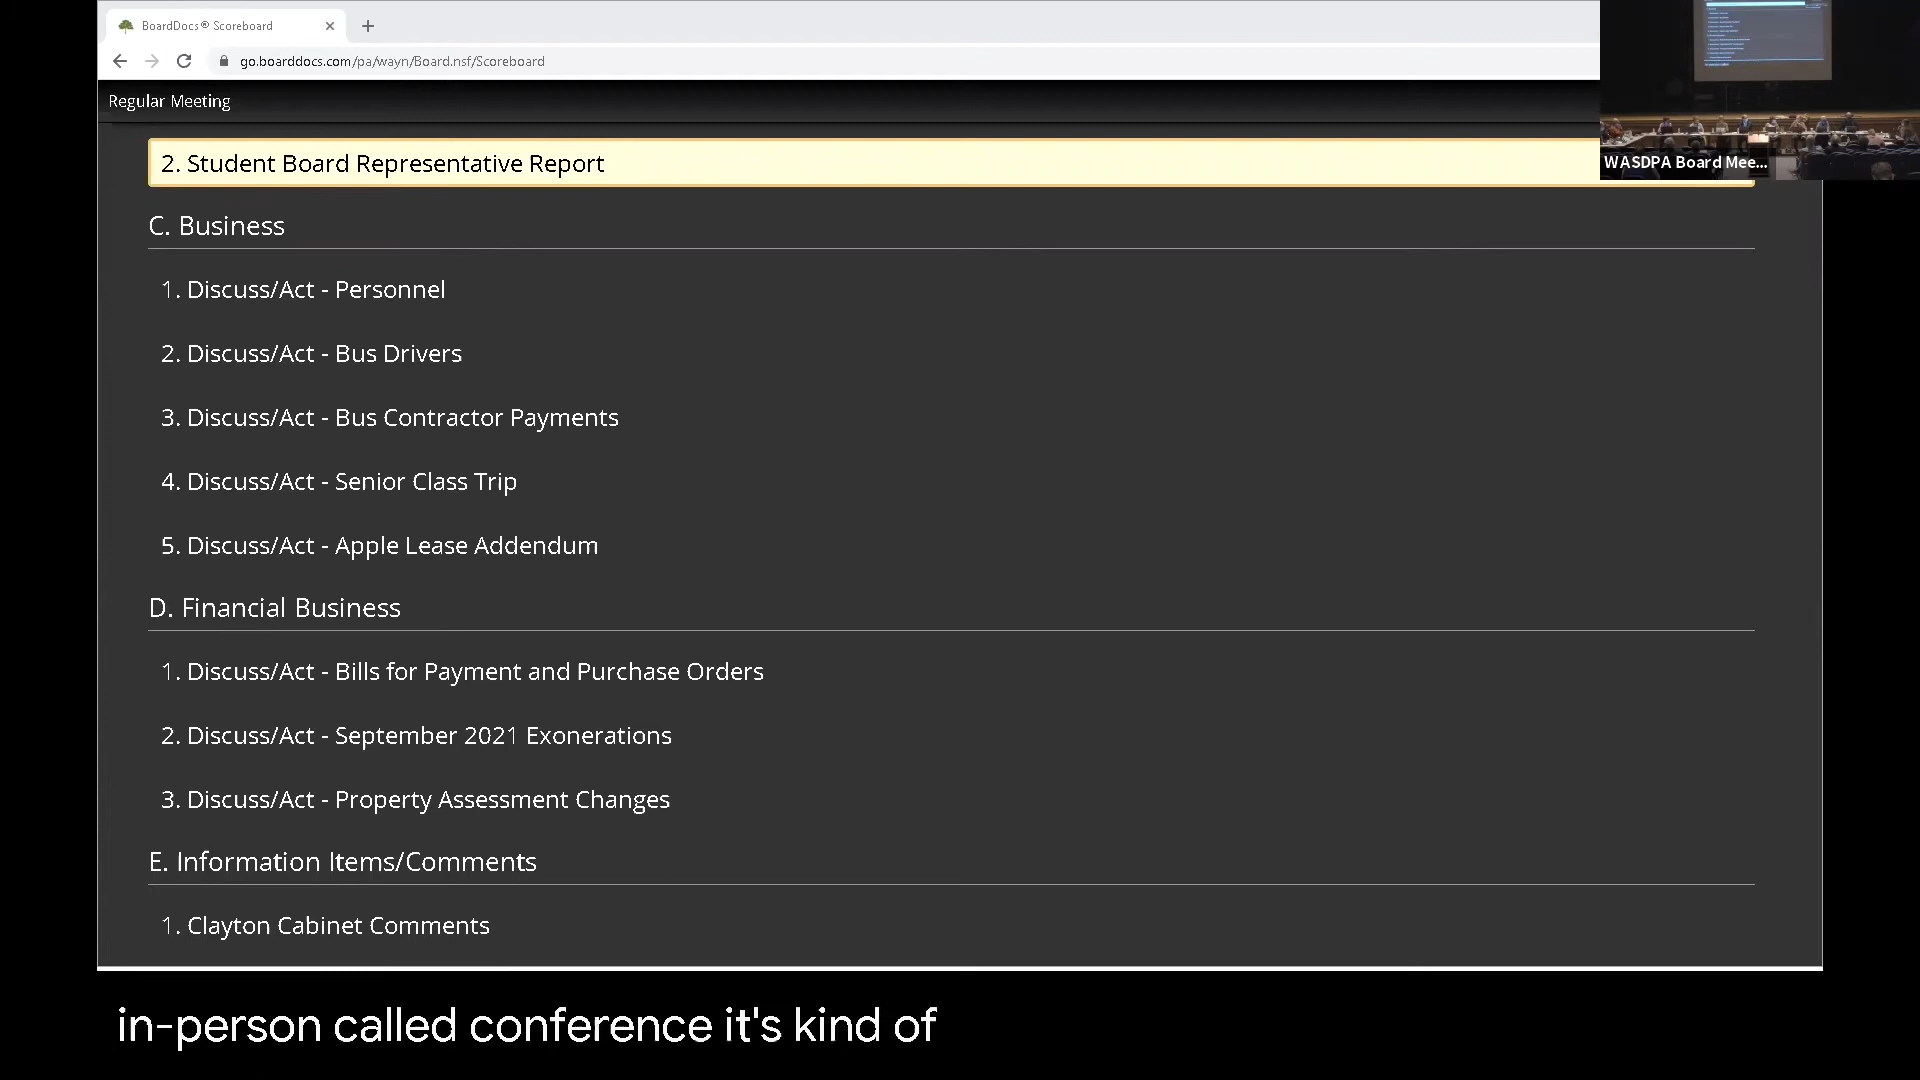 BoardDocs® Scoreboard
go.boarddocs.com/pa/wayn/Board.nsf/Scoreboard
Regular Meeting
2. Student Board Representative Report
WASDPA Board Mee...
C. Business
1. Discuss/Act - Personnel
2. Discuss/Act - Bus Drivers
3. Discuss/Act - Bus Contractor Payments
4. Discuss/Act - Senior Class Trip
5. Discuss/Act - Apple Lease Addendum
D. Financial Business
1. Discuss/Act - Bills for Payment and Purchase Orders
2. Discuss/Act - September 2021 Exonerations
3. Discuss/Act - Property Assessment Changes
E. Information Items/Comments
1. Clayton Cabinet Comments
in-person called conference it's kind of